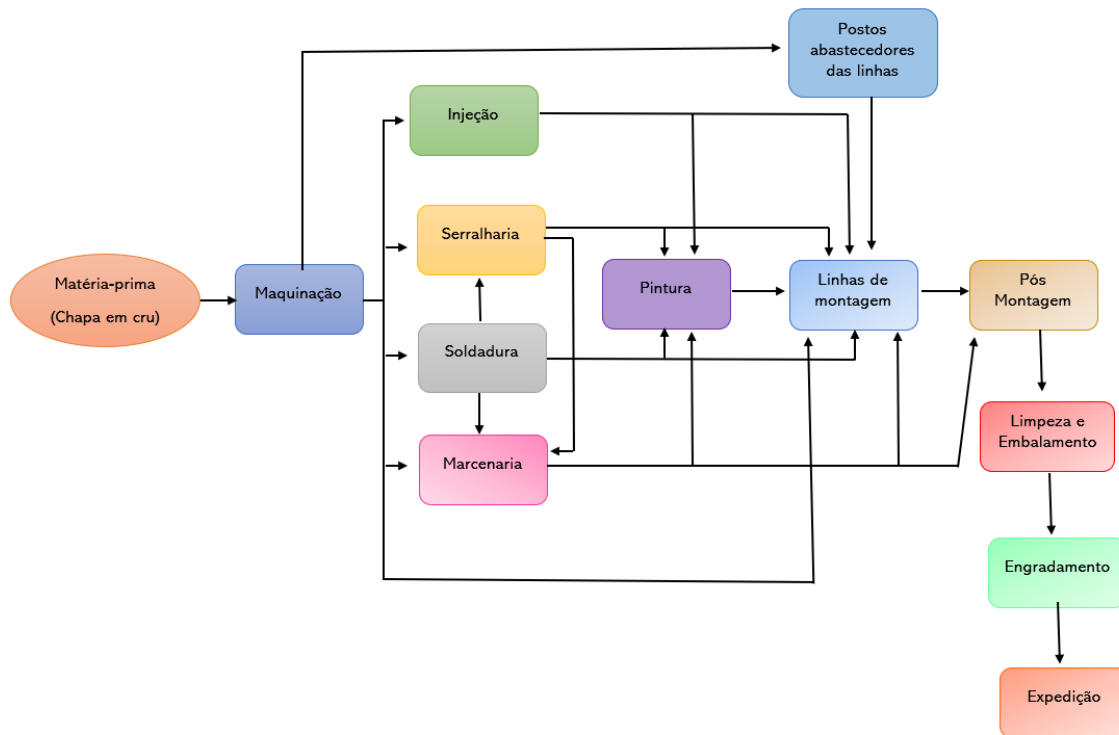 Postos
abastecedores
das linhas
Injeção
Serralharia
Matéria-prima
(Chapa em cru)
Maquinação
Pintura
Linhas de
montagem
Pós
Montagem
Soldadura
Limpeza e
Embalamento
Marcenaria
Engradamento
Expedição